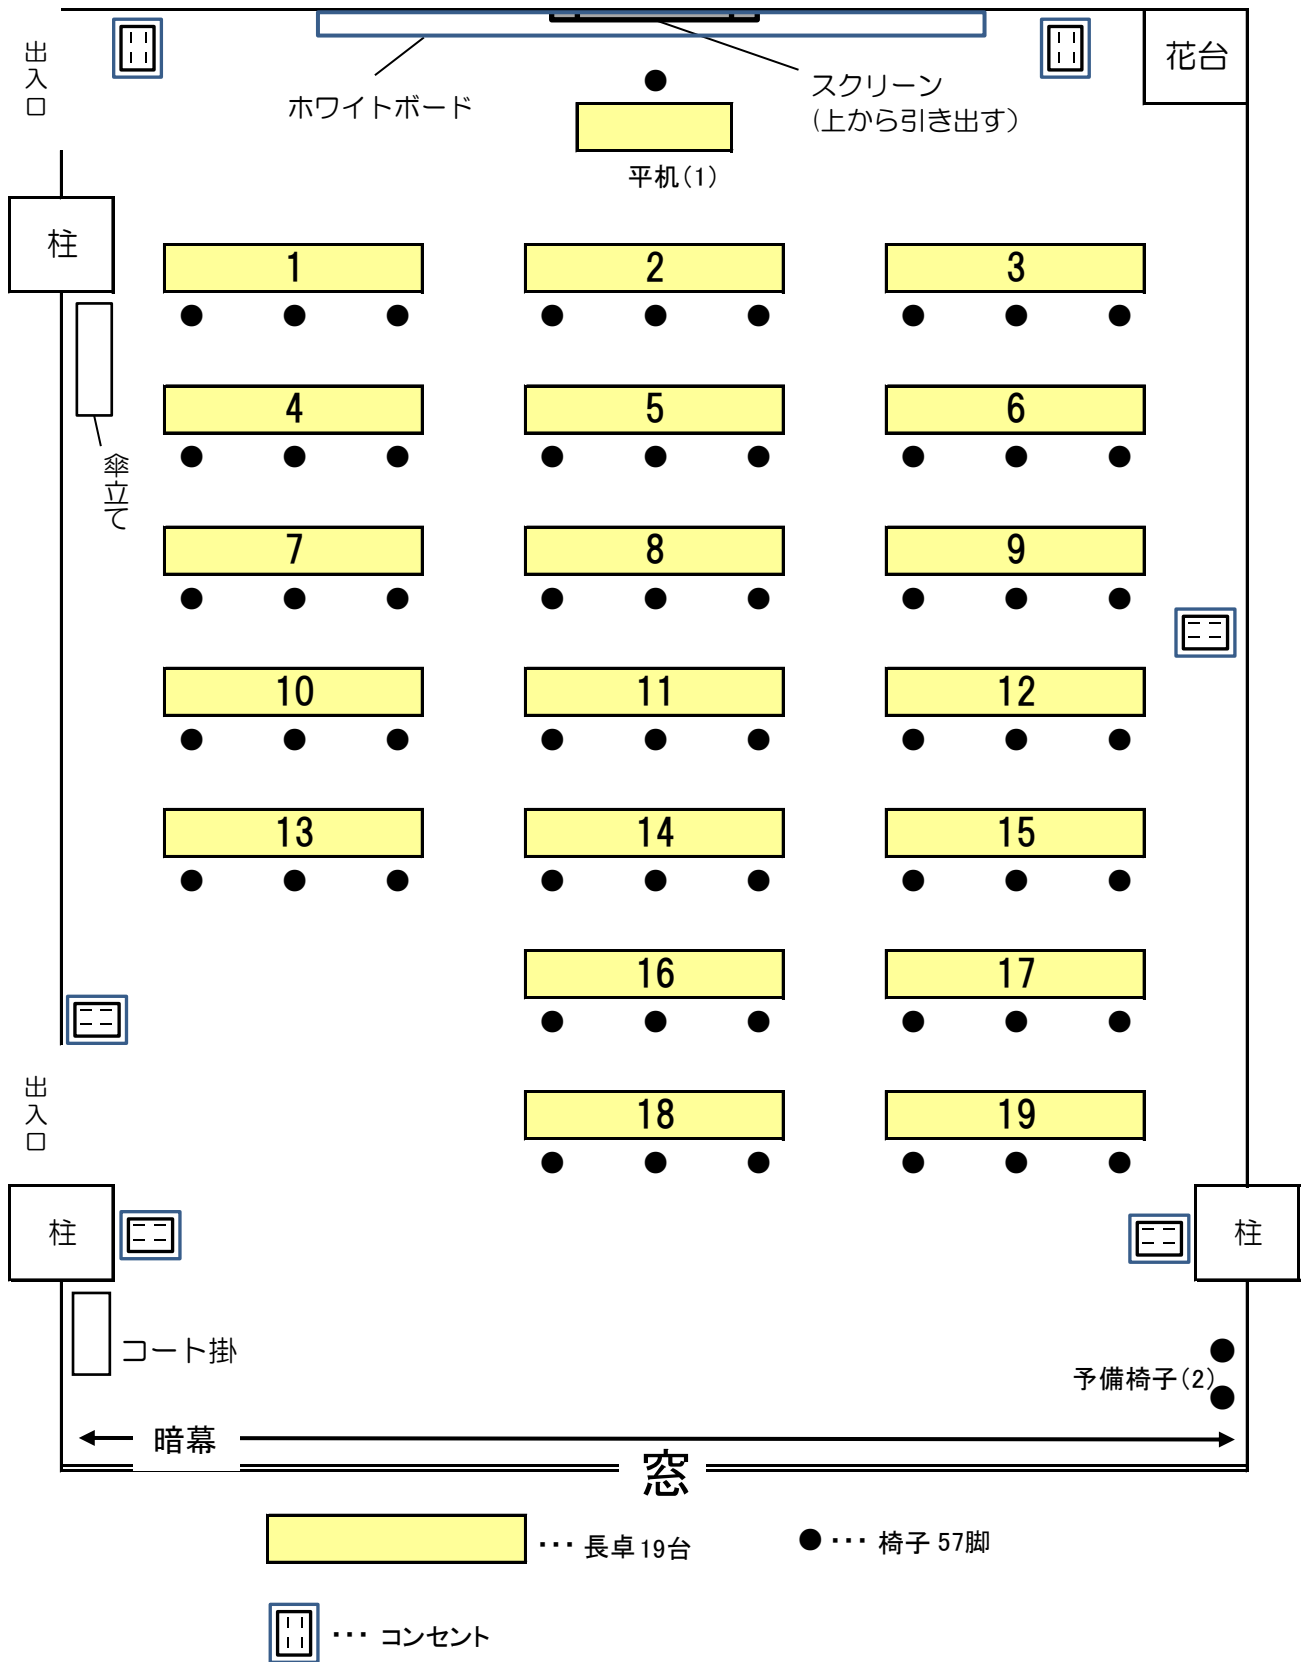 出入口
花台
ホワイトボード
スクリーン
(上から引き出す)
平机(1)
柱
1
2
3
傘立て
4
5
6
7
8
9
10
11
12
13
14
15
16
17
出入口
18
19
柱
柱
コート掛
予備椅子(2)
暗幕
窓
･･･ 長卓19台
･･･ 椅子 57脚
･･･ コンセント